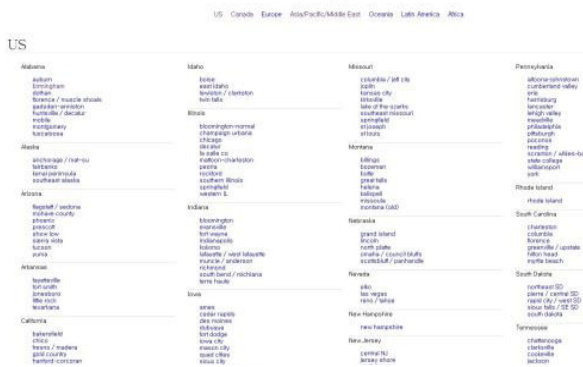 US Canada Europe Asia/Pacific/Middle East Oceania Latin America Africa
US
Alabama
auburn
birmingham
dothan
florence / muscle shoals
gadsden-anniston
huntsville / decatur
mobile
montgomery
tuscaloosa
Alaska
anchorage / mat-su
fairbanks
kenai peninsula
southeast alaska
Arizona
flagstaff / sedona
mohave county
phoenix
prescott
show low
sierra vista
tucson
yuma
Arkansas
fayetteville
fort smith
jonesboro
little rock
texarkana
California
bakersfield
chico
fresno / madera
gold country
hanford-corcoran
Idaho
boise
east idaho
lewiston / clarkston
twin falls
Illinois
bloomington-normal
champaign urbana
chicago
decatur
la salle co
mattoon-charleston
peoria
rockford
southern illinois
springfield
western IL
Indiana
bloomington
evansville
fort wayne
indianapolis
kokomo
lafayette / west lafayette
muncie / anderson
richmond
south bend / michiana
terre haute
Iowa
ames
cedar rapids
des moines
dubuque
fort dodge
iowa city
mason city
quad cities
sioux city
Missouri
columbia / jeff city
joplin
kansas city
kirksville
lake of the ozarks
southeast missouri
springfield
st joseph
st louis
Montana
billings
bozeman
butte
great falls
helena
kalispell
missoula
montana (old)
Nebraska
grand island
lincoln
north platte
omaha / council bluffs
scottsbluff / panhandle
Nevada
elko
las vegas
reno / tahoe
New Hampshire
new hampshire
New Jersey
central NJ
jersey shore
Pennsylvania
altoona-johnstown
cumberland valley
erie
harrisburg
lancaster
lehigh valley
meadville
philadelphia
pittsburgh
poconos
reading
scranton / wilkes-ba
state college
williamsport
york
Rhode Island
rhode island
South Carolina
charleston
columbia
florence
greenville / upstate
hilton head
myrtle beach
South Dakota
northeast SD
pierre / central SD
rapid city / west SD
sioux falls / SE SD
south dakota
Tennessee
chattanooga
clarksville
cookeville
jackson